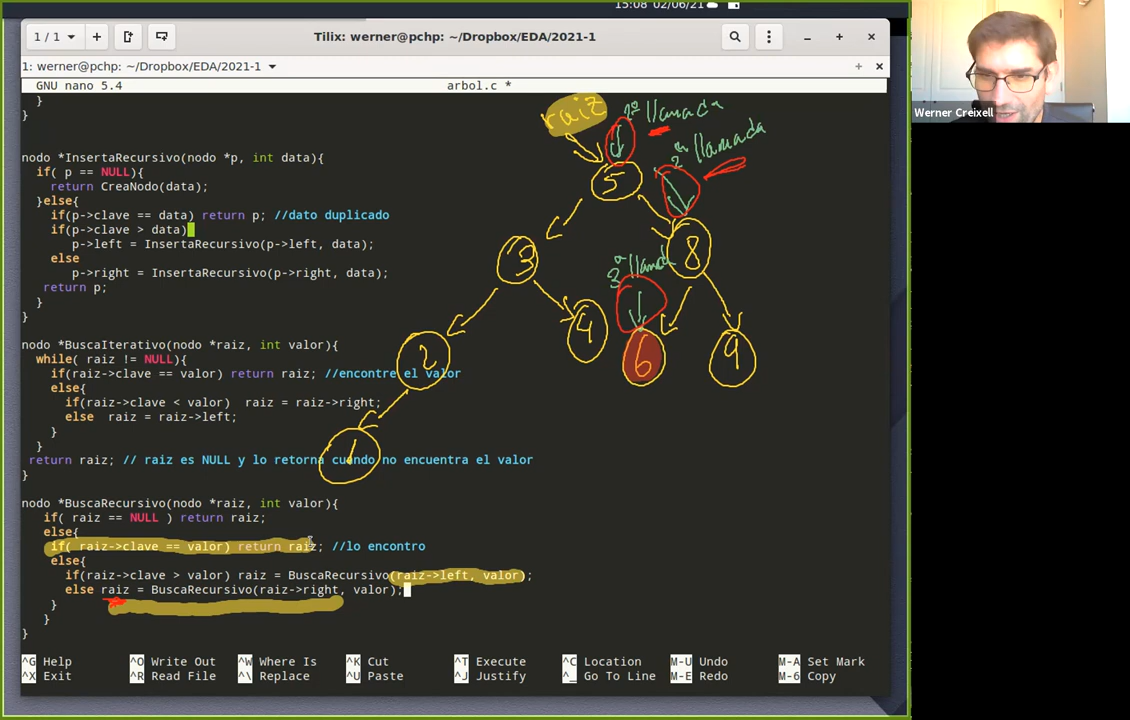 15:08 02/06/21
1 / 1
Tilix: werner@pchp: ~/Dropbox/EDA/2021-1
1: werner@pchp: ~/Dropbox/EDA/2021-1
GNU nano 5.4 arbol.c *
}
}
nodo *InsertaRecursivo(nodo *p, int data){
if( p == NULL){
return CreaNodo(data);
}else{
if(p->clave == data) return p; //dato duplicado
if(p->clave > data)
p->left = InsertaRecursivo(p->left, data);
else
p->right = InsertaRecursivo(p->right, data);
return p;
}
}
nodo *BuscaIterativo(nodo *raiz, int valor){
while( raiz != NULL){
if(raiz->clave == valor) return raiz; //encontre el valor
else{
if(raiz->clave < valor) raiz = raiz->right;
else raiz = raiz->left;
}
}
return raiz; // raiz es NULL y lo retorna cuando no encuentra el valor
}
nodo *BuscaRecursivo(nodo *raiz, int valor){
if( raiz == NULL ) return raiz;
else{
if( raiz->clave == valor) return raiz; //lo encontro
else{
if(raiz->clave > valor) raiz = BuscaRecursivo(raiz->left, valor);
else raiz = BuscaRecursivo(raiz->right, valor);
}
}
}
raiz
1ª llamada
2ª llamada
5
3
8
3ª llamd
2
4
6
9
1
^G Help ^O Write Out ^W Where Is ^K Cut ^T Execute ^C Location M-U Undo M-A Set Mark
^X Exit ^R Read File ^\ Replace ^U Paste ^J Justify ^_ Go To Line M-E Redo M-6 Copy
Werner Creixell